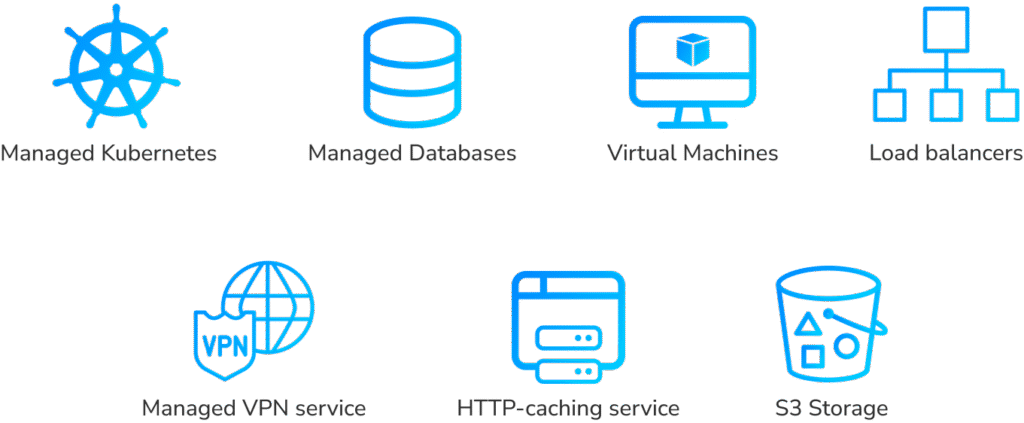 Managed Kubernetes
Managed Databases
Virtual Machines
Load balancers
VPN
Managed VPN service
HTTP-caching service
S3 Storage